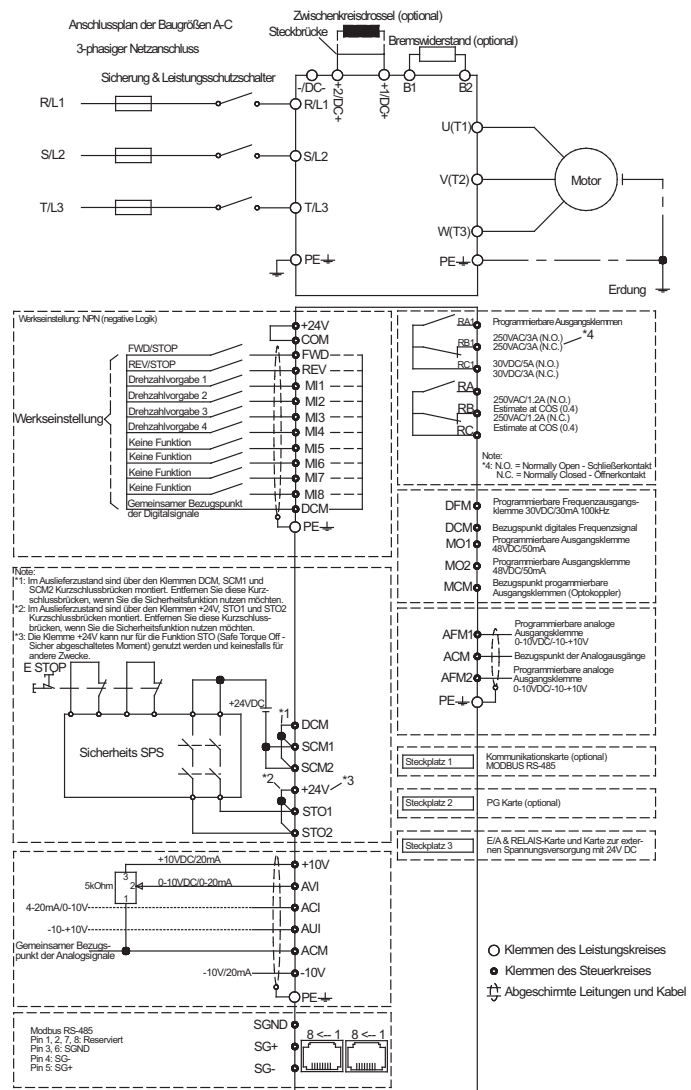 Anschlussplan der Baugrößen A-C
3-phasiger Netzanschluss
Zwischenkreisdrossel (optional)
Steckbrücke
Bremswiderstand (optional)
Sicherung & Leistungsschutzschalter
-/DC-
+2/DC+
+1/DC+
B1
B2
R/L1
R/L1
U(T1)
S/L2
S/L2
V(T2)
Motor
T/L3
T/L3
W(T3)
PE
PE
Erdung
Werkseinstellung: NPN (negative Logik)
+24V
COM
FWD/STOP
FWD
REV/STOP
REV
Drehzahlvorgabe 1
MI1
Drehzahlvorgabe 2
MI2
Drehzahlvorgabe 3
MI3
Werkseinstellung
Drehzahlvorgabe 4
MI4
Keine Funktion
MI5
Keine Funktion
MI6
Keine Funktion
MI7
Keine Funktion
MI8
Gemeinsamer Bezugspunkt
der Digitalsignale
DCM
PE
RA1
Programmierbare Ausgangsklemmen
RB1
250VAC/3A (N.O.)
250VAC/3A (N.C.)
*4
RC1
30VDC/5A (N.O.)
30VDC/3A (N.C.)
RA
RB
250VAC/1.2A (N.O.)
Estimate at COS (0.4)
250VAC/1.2A (N.C.)
Estimate at COS (0.4)
RC
Note:
*4: N.O. = Normally Open - Schließerkontakt
N.C. = Normally Closed - Öffnerkontakt
DFM
Programmierbare Frequenzausgangs-
klemme 30VDC/30mA 100kHz
DCM
Bezugspunkt digitales Frequenzsignal
MO1
Programmierbare Ausgangsklemme
48VDC/50mA
MO2
Programmierbare Ausgangsklemme
48VDC/50mA
MCM
Bezugspunkt progammierbare
Ausgangsklemmen (Optokoppler)
Note:
*1: Im Auslieferzustand sind über den Klemmen DCM, SCM1 und
SCM2 Kurzschlussbrücken montiert. Entfernen Sie diese Kurz-
schlussbrücken, wenn Sie die Sicherheitsfunktion nutzen möchten.
*2: Im Auslieferzustand sind über den Klemmen +24V, STO1 und STO2
Kurzschlussbrücken montiert. Entfernen Sie diese Kurzschluss-
brücken, wenn Sie die Sicherheitsfunktion nutzen möchten.
*3: Die Klemme +24V kann nur für die Funktion STO (Safe Torque Off -
Sicher abgeschaltetes Moment) genutzt werden und keinesfalls für
andere Zwecke.
E STOP
+24VDC
*1
DCM
Sicherheits SPS
SCM1
SCM2
*2
+24V
*3
STO1
STO2
AFM1
Programmierbare analoge
Ausgangsklemme
0-10VDC/-10-+10V
ACM
Bezugspunkt der Analogausgänge
AFM2
Programmierbare analoge
Ausgangsklemme
0-10VDC/-10-+10V
PE
Steckplatz 1
Kommunikationskarte (optional)
MODBUS RS-485
Steckplatz 2
PG Karte (optional)
Steckplatz 3
E/A & RELAIS-Karte und Karte zur exter-
nen Spannungsversorgung mit 24V DC
+10VDC/20mA
+10V
5kOhm
3
2
1
0-10VDC/0-20mA
AVI
4-20mA/0-10V
ACI
-10-+10V
AUI
Gemeinsamer Bezugs-
punkt der Analogsignale
ACM
-10V/20mA
-10V
PE
Klemmen des Leistungskreises
Klemmen des Steuerkreises
Abgeschirmte Leitungen und Kabel
Modbus RS-485
Pin 1, 2, 7, 8: Reserviert
Pin 3, 6: SGND
Pin 4: SG-
Pin 5: SG+
SGND
SG+
SG-
8 <-- 1
8 <-- 1